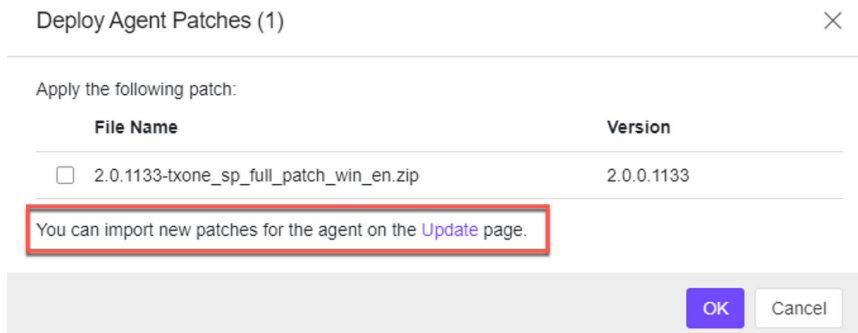 Deploy Agent Patches (1)
Apply the following patch:
File Name Version
2.0.1133-txone_sp_full_patch_win_en.zip 2.0.0.1133
You can import new patches for the agent on the Update page.
OK Cancel